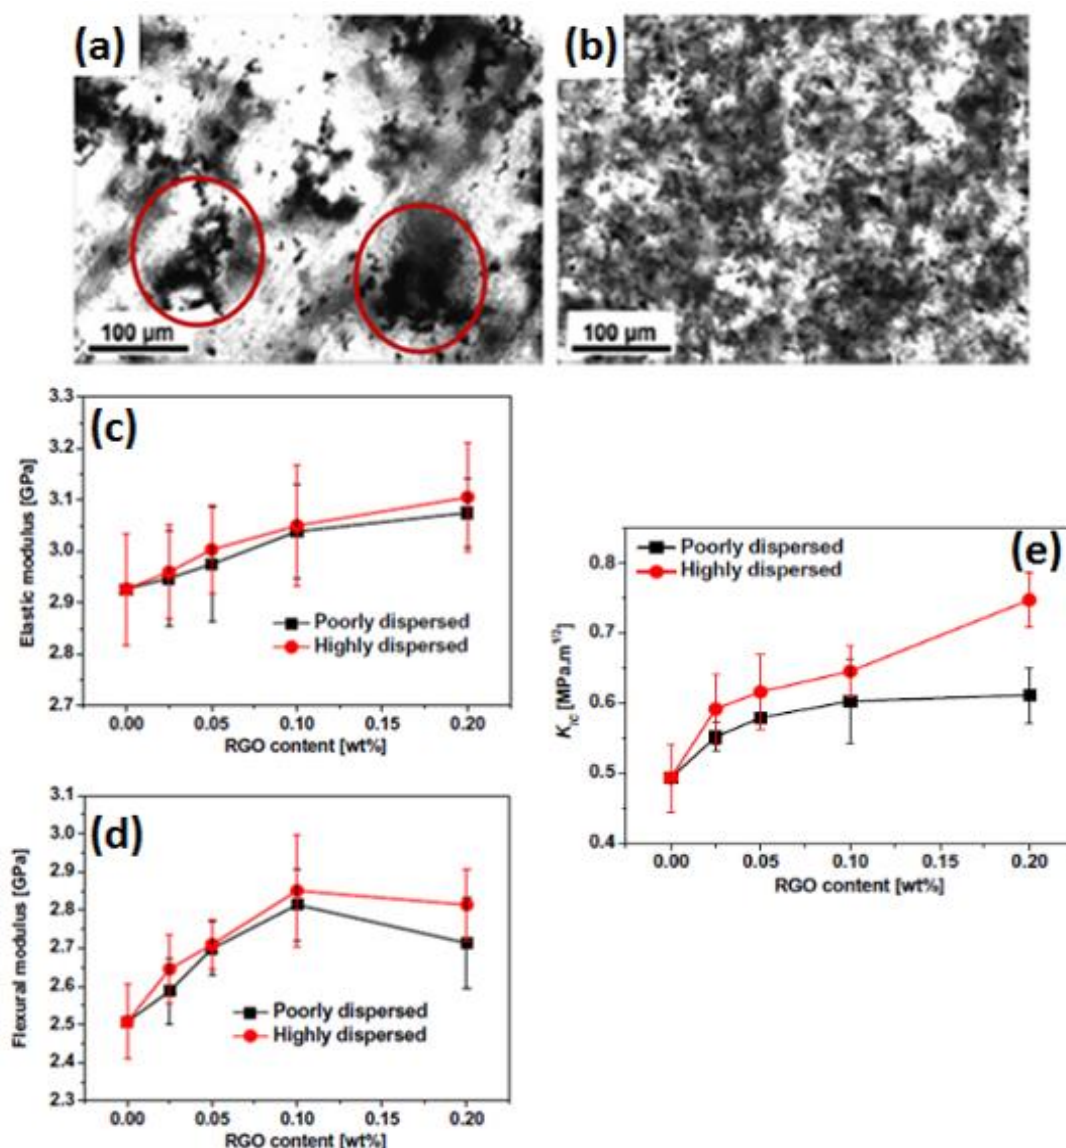 (a)
100 µm
(b)
100 µm
(c)
Elastic modulus [GPa]
3.3
3.2
3.1
3.0
2.9
2.8
2.7
Poorly dispersed
Highly dispersed
0.00 0.05 0.10 0.15 0.20
RGO content [wt%]
(d)
Flexural modulus [GPa]
3.1
3.0
2.9
2.8
2.7
2.6
2.5
2.4
2.3
Poorly dispersed
Highly dispersed
0.00 0.05 0.10 0.15 0.20
RGO content [wt%]
(e)
Poorly dispersed
Highly dispersed
K_IC [MPa.m^1/2]
0.8
0.7
0.6
0.5
0.4
0.00 0.05 0.10 0.15 0.20
RGO content [wt%]